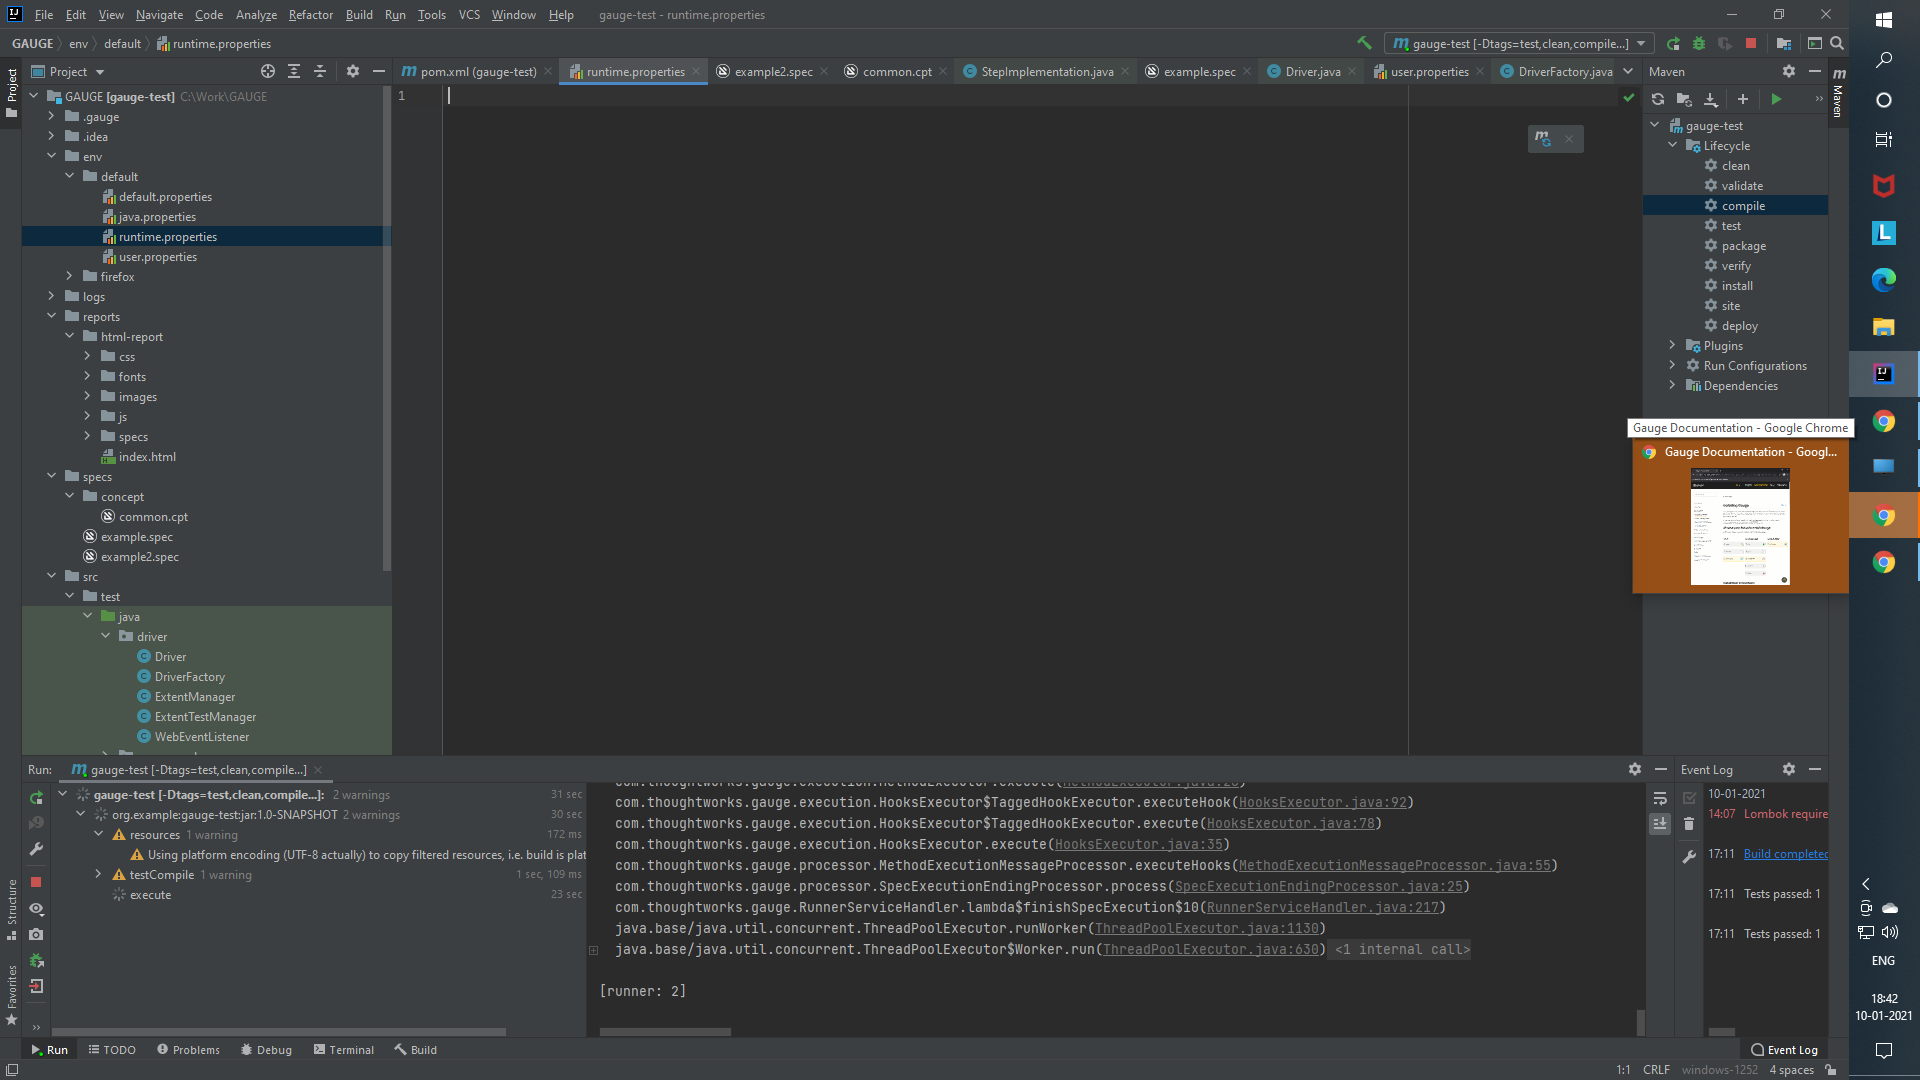 File Edit View Navigate Code Analyze Refactor Build Run Tools VCS Window Help gauge-test - runtime.properties
GAUGE env default runtime.properties
gauge-test [-Dtags=test,clean,compile...]
Project
pom.xml (gauge-test) runtime.properties example2.spec common.cpt StepImplementation.java example.spec Driver.java user.properties DriverFactory.java
Maven
1
GAUGE [gauge-test] C:\Work\GAUGE
.gauge
.idea
env
default
default.properties
java.properties
runtime.properties
user.properties
firefox
logs
reports
html-report
css
fonts
images
js
specs
index.html
specs
concept
common.cpt
example.spec
example2.spec
src
test
java
driver
Driver
DriverFactory
ExtentManager
ExtentTestManager
WebEventListener
Project
Structure
Favorites
gauge-test
Lifecycle
clean
validate
compile
test
package
verify
install
site
deploy
Plugins
Run Configurations
Dependencies
Maven
Gauge Documentation - Google Chrome
Gauge Documentation - Googl...
Run: gauge-test [-Dtags=test,clean,compile...]
gauge-test [-Dtags=test,clean,compile...]: 2 warnings 31 sec
org.example:gauge-test:jar:1.0-SNAPSHOT 2 warnings 30 sec
resources 1 warning 172 ms
Using platform encoding (UTF-8 actually) to copy filtered resources, i.e. build is plat
testCompile 1 warning 1 sec, 109 ms
execute 23 sec
com.thoughtworks.gauge.execution.MethodExecutor.execute(MethodExecutor.java:20)
com.thoughtworks.gauge.execution.HooksExecutor$TaggedHookExecutor.executeHook(HooksExecutor.java:92)
com.thoughtworks.gauge.execution.HooksExecutor$TaggedHookExecutor.execute(HooksExecutor.java:78)
com.thoughtworks.gauge.execution.HooksExecutor.execute(HooksExecutor.java:35)
com.thoughtworks.gauge.processor.MethodExecutionMessageProcessor.executeHooks(MethodExecutionMessageProcessor.java:55)
com.thoughtworks.gauge.processor.SpecExecutionEndingProcessor.process(SpecExecutionEndingProcessor.java:25)
com.thoughtworks.gauge.RunnerServiceHandler.lambda$finishSpecExecution$10(RunnerServiceHandler.java:217)
java.base/java.util.concurrent.ThreadPoolExecutor.runWorker(ThreadPoolExecutor.java:1130)
java.base/java.util.concurrent.ThreadPoolExecutor$Worker.run(ThreadPoolExecutor.java:630) <1 internal call>
[runner: 2]
Event Log
10-01-2021
14:07 Lombok require
17:11 Build completed
17:11 Tests passed: 1
17:11 Tests passed: 1
Run TODO Problems Debug Terminal Build Event Log
1:1 CRLF windows-1252 4 spaces
ENG
18:42
10-01-2021